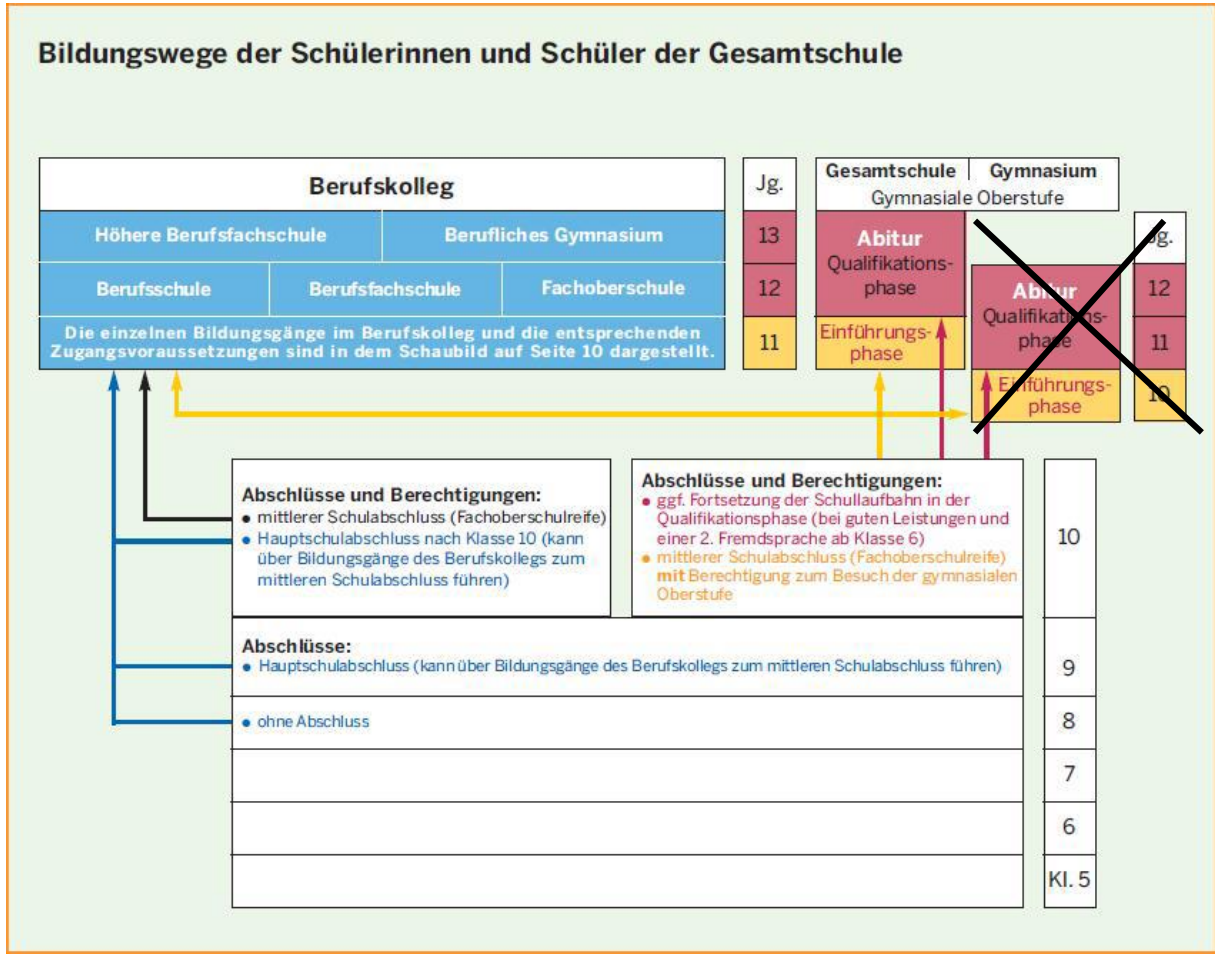 Bildungswege der Schülerinnen und Schüler der Gesamtschule
Berufskolleg
Jg.
Gesamtschule | Gymnasium
Gymnasiale Oberstufe
Höhere Berufsfachschule
Berufliches Gymnasium
13
Abitur
Qualifikations-
phase
Jg.
Berufsschule
Berufsfachschule
Fachoberschule
12
Abitur
Qualifikations-
phase
12
Die einzelnen Bildungsgänge im Berufskolleg und die entsprechenden
Zugangsvoraussetzungen sind in dem Schaubild auf Seite 10 dargestellt.
11
Einführungs-
phase
11
Einführungs-
phase
10
Abschlüsse und Berechtigungen:
• mittlerer Schulabschluss (Fachoberschulreife)
• Hauptschulabschluss nach Klasse 10 (kann
über Bildungsgänge des Berufskollegs zum
mittleren Schulabschluss führen)
Abschlüsse und Berechtigungen:
• ggf. Fortsetzung der Schullaufbahn in der
Qualifikationsphase (bei guten Leistungen und
einer 2. Fremdsprache ab Klasse 6)
• mittlerer Schulabschluss (Fachoberschulreife)
mit Berechtigung zum Besuch der gymnasialen
Oberstufe
10
Abschlüsse:
• Hauptschulabschluss (kann über Bildungsgänge des Berufskollegs zum mittleren Schulabschluss führen)
9
• ohne Abschluss
8
7
6
Kl. 5